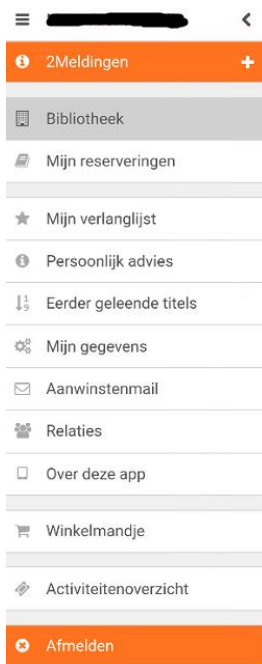 2Meldingen
Bibliotheek
Mijn reserveringen
Mijn verlanglijst
Persoonlijk advies
Eerder geleende titels
Mijn gegevens
Aanwinstenmail
Relaties
Over deze app
Winkelmandje
Activiteitenoverzicht
Afmelden